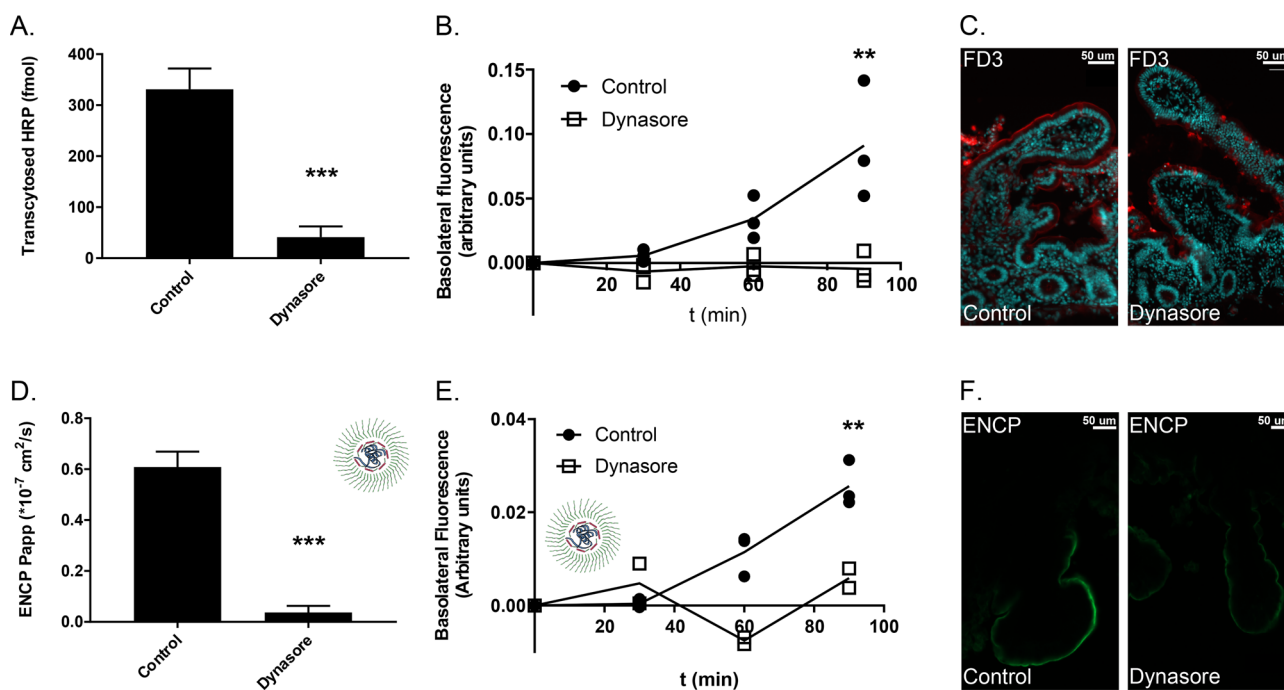 A.
Transcytosed HRP (fmol)
400
300
200
100
0
***
Control
Dynasore
B.
Basolateral fluorescence
(arbitrary units)
0.15
0.10
0.05
0.00
Control
Dynasore
**
20
40
60
80
100
t (min)
C.
FD3
50 um
Control
FD3
50 um
Dynasore
D.
ENCP Papp (*10⁻⁷ cm²/s)
0.8
0.6
0.4
0.2
0.0
***
Control
Dynasore
E.
Basolateral Fluorescence
(Arbitrary units)
0.04
0.02
0.00
Control
Dynasore
**
20
40
60
80
100
t (min)
F.
ENCP
50 um
Control
ENCP
50 um
Dynasore